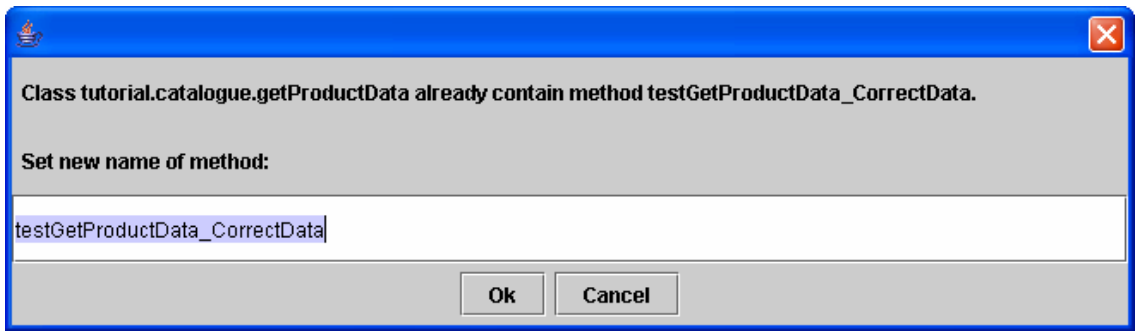 Class tutorial.catalogue.getProductData already contain method testGetProductData_CorrectData.
Set new name of method:
testGetProductData_CorrectData
Ok Cancel